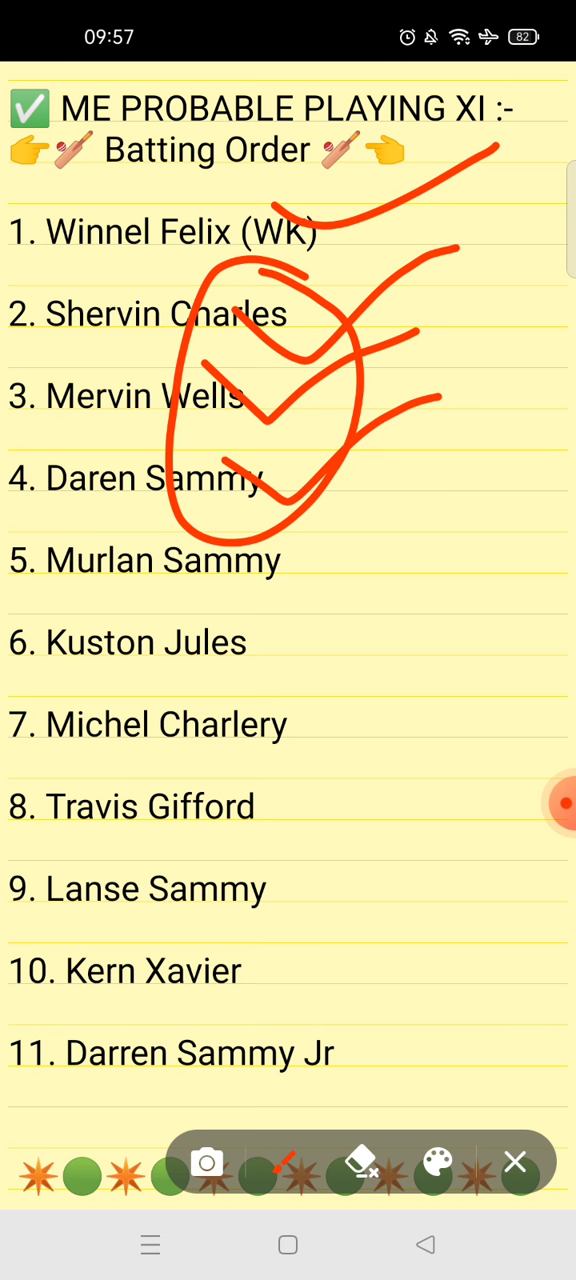 09:57
82
✅ ME PROBABLE PLAYING XI :-
👉🏏 Batting Order 🏏👈
1. Winnel Felix (WK)
2. Shervin Charles
3. Mervin Wells
4. Daren Sammy
5. Murlan Sammy
6. Kuston Jules
7. Michel Charlery
8. Travis Gifford
9. Lanse Sammy
10. Kern Xavier
11. Darren Sammy Jr